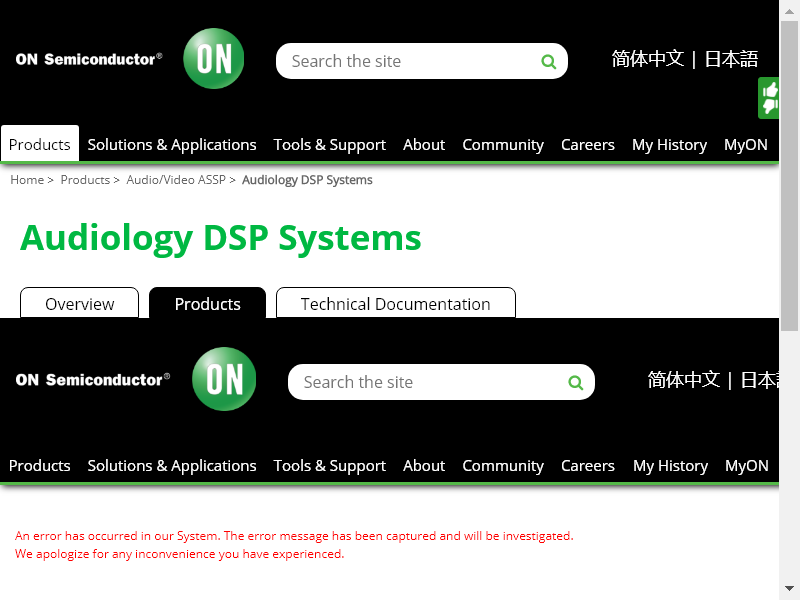 ON Semiconductor®
ON
Search the site
简体中文 | 日本語
Products Solutions & Applications Tools & Support About Community Careers My History MyON
Home > Products > Audio/Video ASSP > Audiology DSP Systems
Audiology DSP Systems
Overview Products Technical Documentation
ON Semiconductor®
ON
Search the site
简体中文 | 日本
Products Solutions & Applications Tools & Support About Community Careers My History MyON
An error has occurred in our System. The error message has been captured and will be investigated.
We apologize for any inconvenience you have experienced.